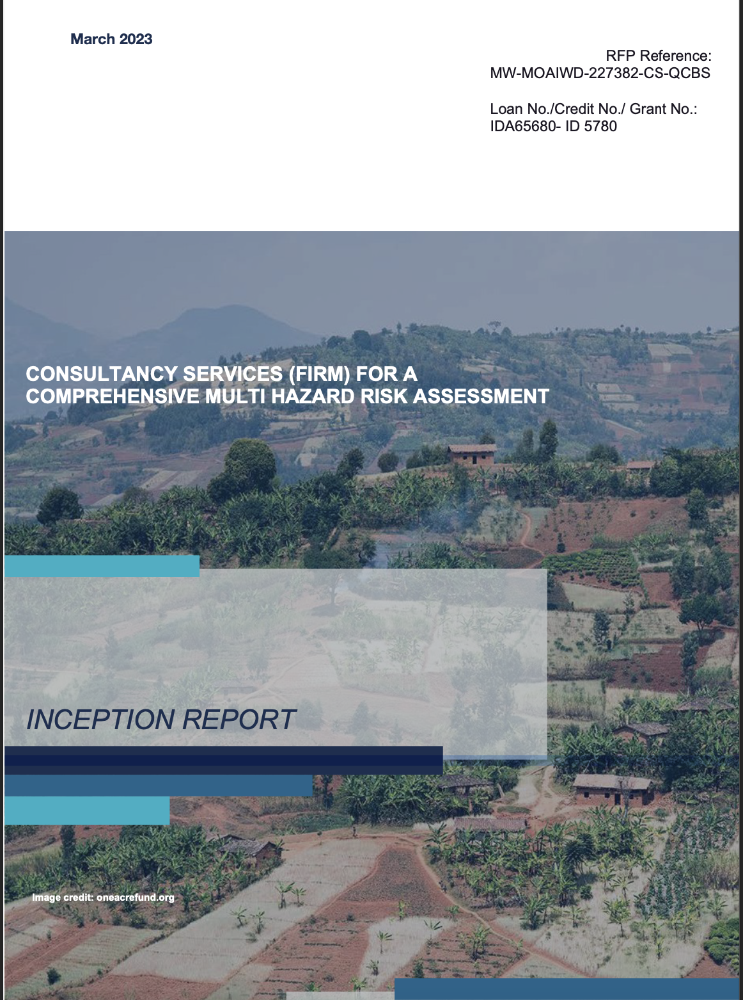 March 2023
RFP Reference:
MW-MOAIWD-227382-CS-QCBS
Loan No./Credit No./ Grant No.:
IDA65680- ID 5780
CONSULTANCY SERVICES (FIRM) FOR A
COMPREHENSIVE MULTI HAZARD RISK ASSESSMENT
INCEPTION REPORT
Image credit: oneacrefund.org